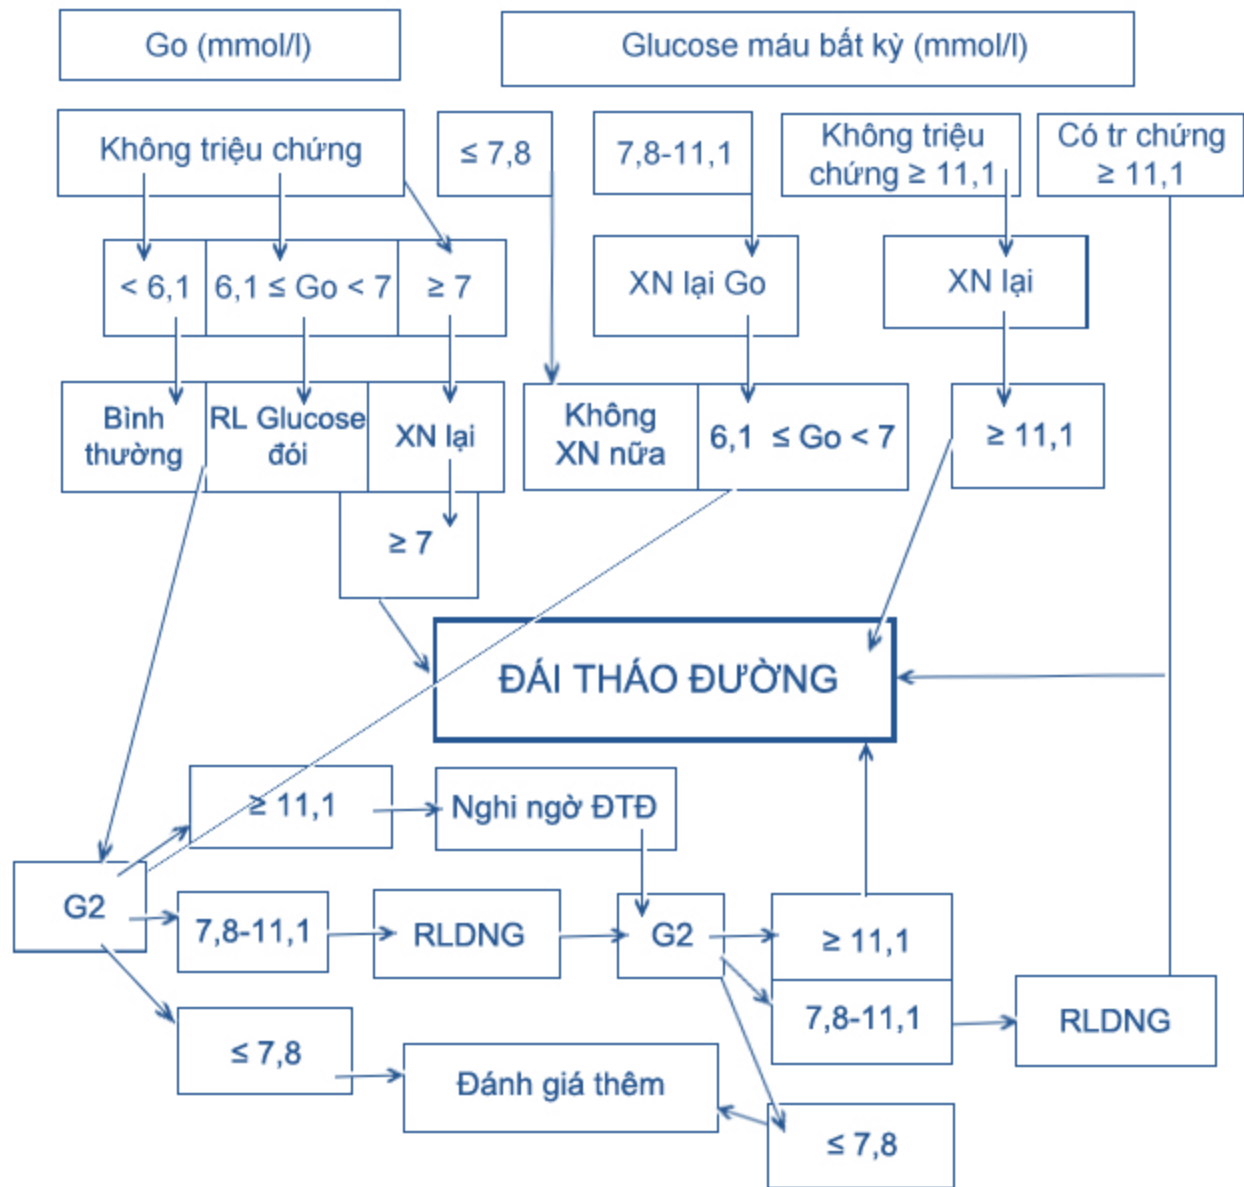 Go (mmol/l)
Glucose máu bất kỳ (mmol/l)
Không triệu chứng
≤ 7,8
7,8-11,1
Không triệu
chứng ≥ 11,1
Có tr chứng
≥ 11,1
< 6,1
6,1 ≤ Go < 7
≥ 7
XN lại Go
XN lại
Bình
thường
RL Glucose
đói
XN lại
Không
XN nữa
6,1 ≤ Go < 7
≥ 11,1
≥ 7
ĐÁI THÁO ĐƯỜNG
≥ 11,1
Nghi ngờ ĐTĐ
G2
7,8-11,1
RLDNG
G2
≥ 11,1
7,8-11,1
RLDNG
≤ 7,8
Đánh giá thêm
≤ 7,8